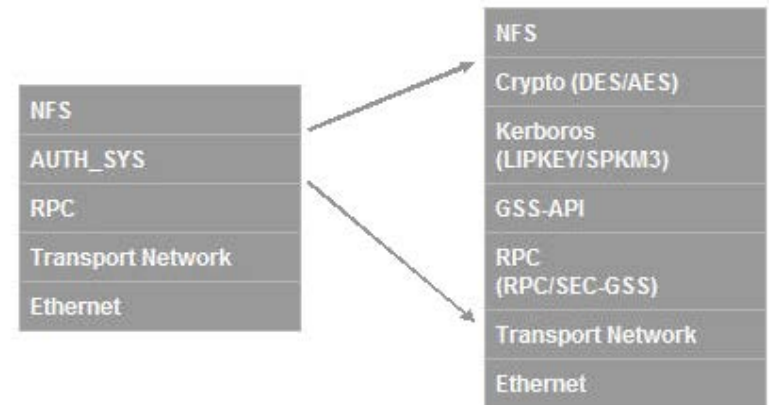 NFS
AUTH_SYS
RPC
Transport Network
Ethernet
NFS
Crypto (DES/AES)
Kerboros
(LIPKEY/SPKM3)
GSS-API
RPC
(RPC/SEC-GSS)
Transport Network
Ethernet